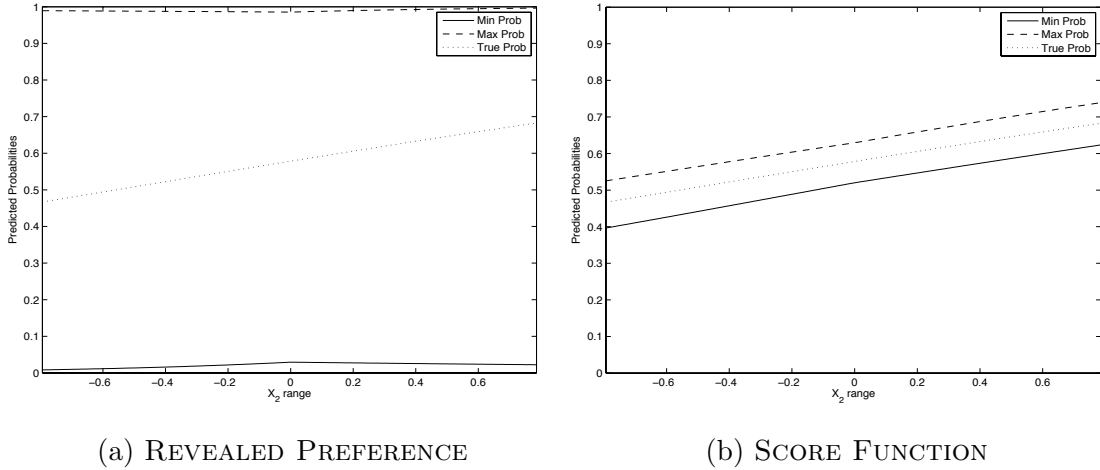 1
0.9
0.8
0.7
0.6
0.5
0.4
0.3
0.2
0.1
0
Predicted Probabilities
−0.6 −0.4 −0.2 0 0.2 0.4 0.6
X2 range
Min Prob
Max Prob
True Prob
(a) REVEALED PREFERENCE
1
0.9
0.8
0.7
0.6
0.5
0.4
0.3
0.2
0.1
0
Predicted Probabilities
−0.6 −0.4 −0.2 0 0.2 0.4 0.6
X2 range
Min Prob
Max Prob
True Prob
(b) SCORE FUNCTION